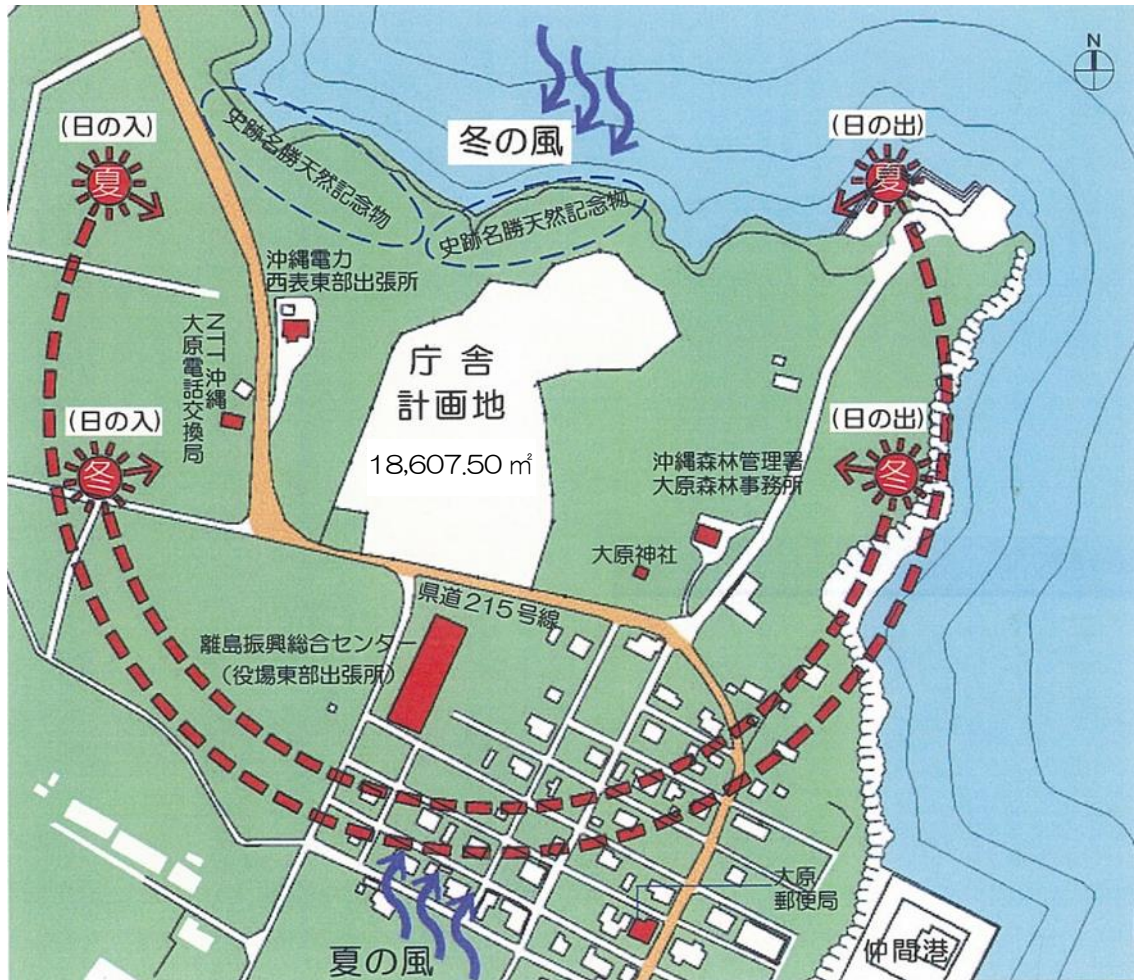 N
冬の風
(日の入)
(日の出)
夏
夏
史跡名勝天然記念物
史跡名勝天然記念物
沖縄電力
西表東部出張所
NTT沖縄
大原電話交換局
庁舎
計画地
18,607.50㎡
(日の入)
(日の出)
冬
冬
沖縄森林管理署
大原森林事務所
大原神社
県道215号線
離島振興総合センター
(役場東部出張所)
大原
郵便局
仲間港
夏の風